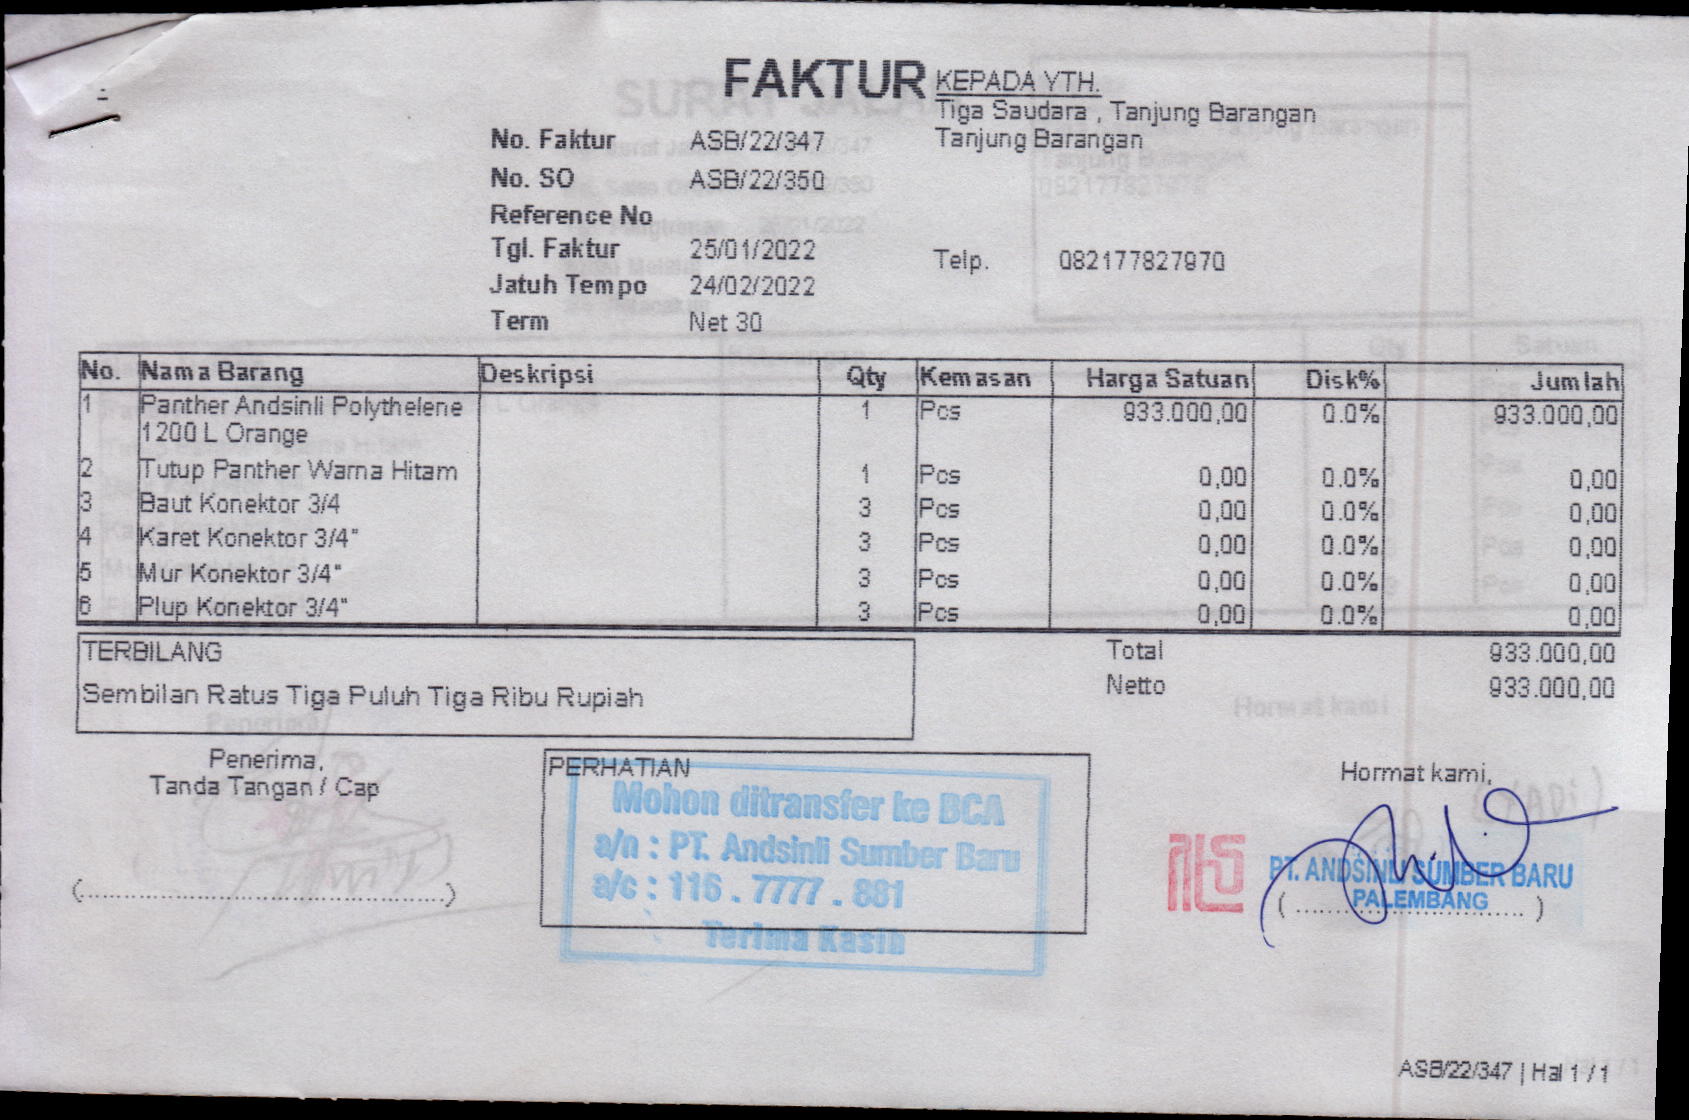 FAKTUR
KEPADA YTH.
Tiga Saudara , Tanjung Barangan
Tanjung Barangan
No. Faktur ASB/22/347
No. SO ASB/22/350
Reference No
Tgl. Faktur 25/01/2022
Telp. 082177827970
Jatuh Tempo 24/02/2022
Term Net 30
No. Nama Barang Deskripsi Qty Kemasan Harga Satuan Disk% Jumlah
1 Panther Andsinli Polythelene 1 Pcs 933.000,00 0.0% 933.000,00
1200 L Orange
2 Tutup Panther Warna Hitam 1 Pcs 0,00 0.0% 0,00
3 Baut Konektor 3/4 3 Pcs 0,00 0.0% 0,00
4 Karet Konektor 3/4" 3 Pcs 0,00 0.0% 0,00
5 Mur Konektor 3/4" 3 Pcs 0,00 0.0% 0,00
6 Plup Konektor 3/4" 3 Pcs 0,00 0.0% 0,00
TERBILANG
Sembilan Ratus Tiga Puluh Tiga Ribu Rupiah
Total 933.000,00
Netto 933.000,00
Penerima,
Tanda Tangan / Cap
(....................................................)
PERHATIAN
Mohon ditransfer ke BCA
a/n : PT. Andsinli Sumber Baru
a/c : 116 . 7777 . 881
Terima Kasih
Hormat kami,
PT. ANDSINLI SUMBER BARU
PALEMBANG
( ................................ )
ASB/22/347 | Hal 1 / 1